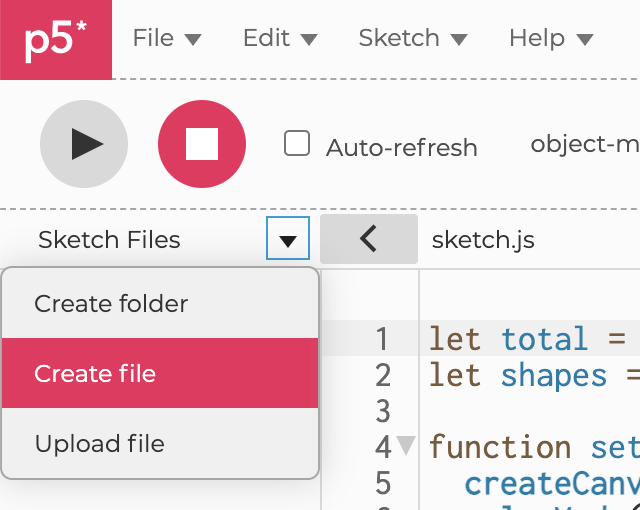 p5*
File Edit Sketch Help
Auto-refresh object-m
Sketch Files sketch.js
Create folder
Create file
Upload file
1 let total =
2 let shapes =
3
4 function set
5 createCanv